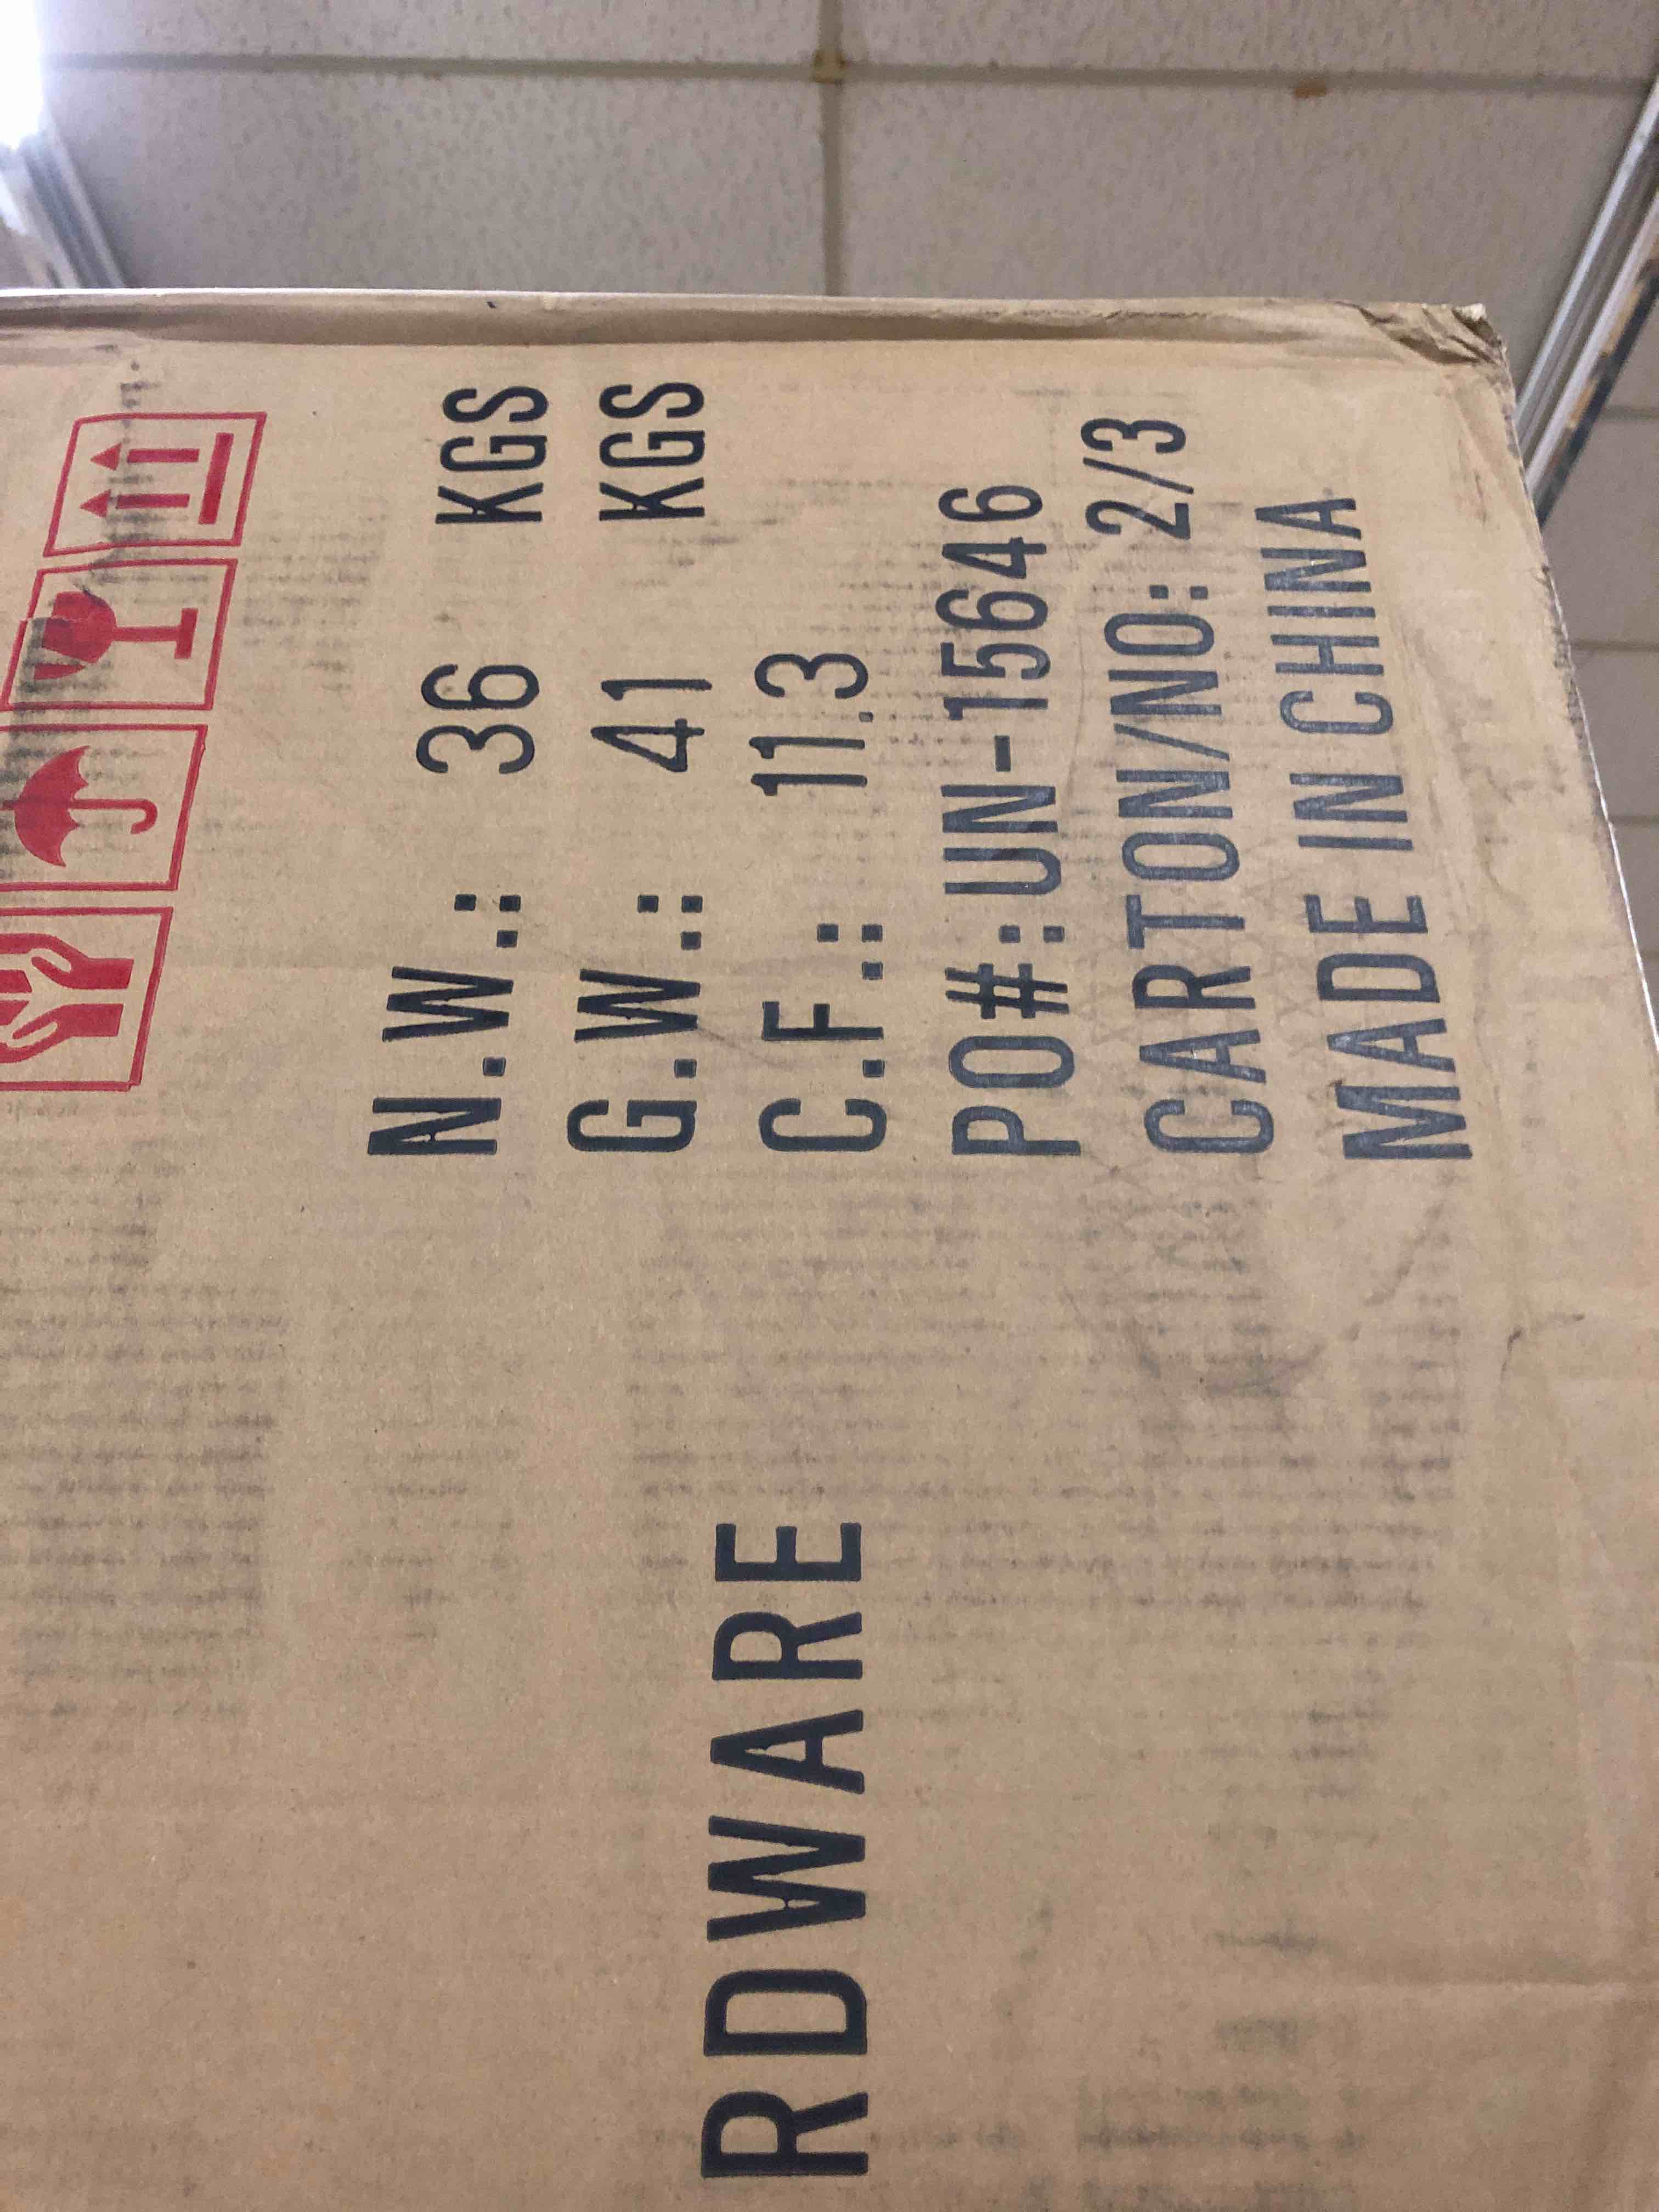 N.W.: 36 KGS
G.W.: 41 KGS
C.F.: 11.3
PO#:UN-15646
CARTON/NO: 2/3
MADE IN CHINA
RDWARE